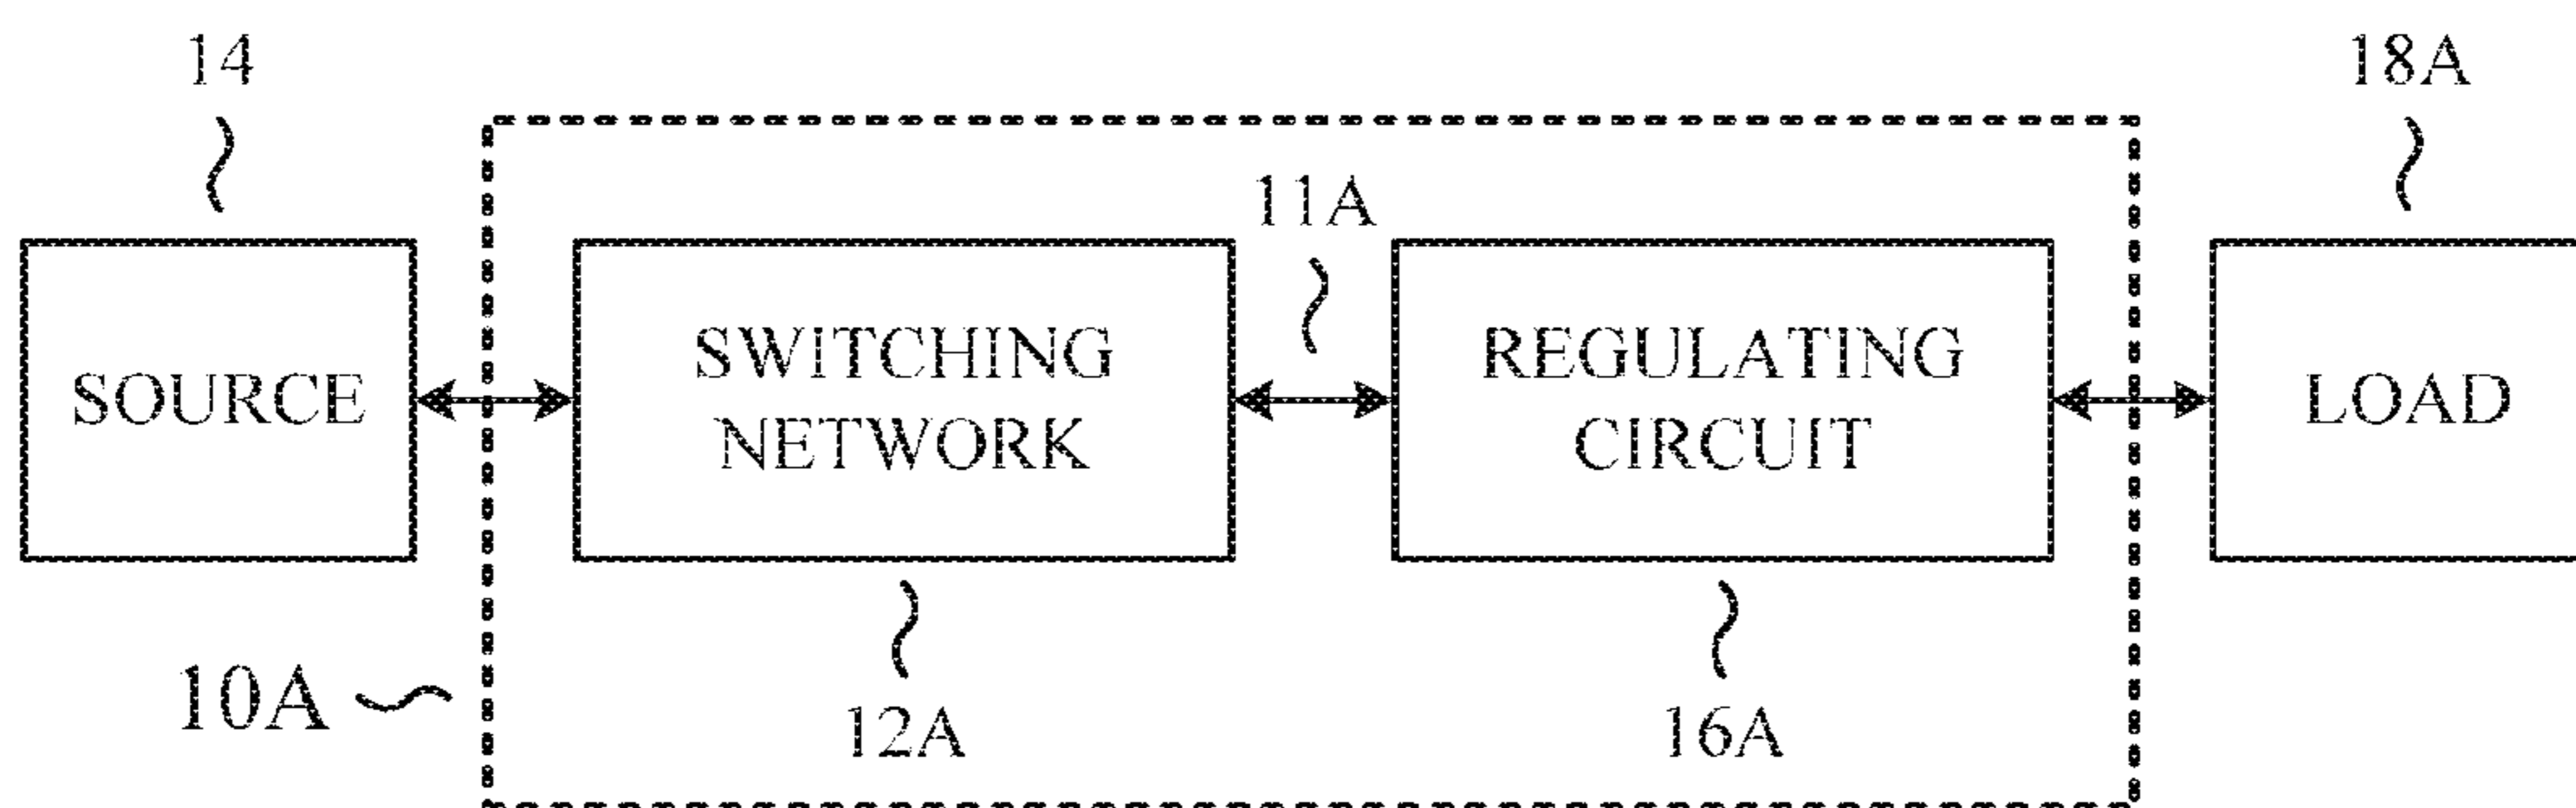 14
18A
11A
SOURCE
SWITCHING
NETWORK
REGULATING
CIRCUIT
LOAD
10A
12A
16A